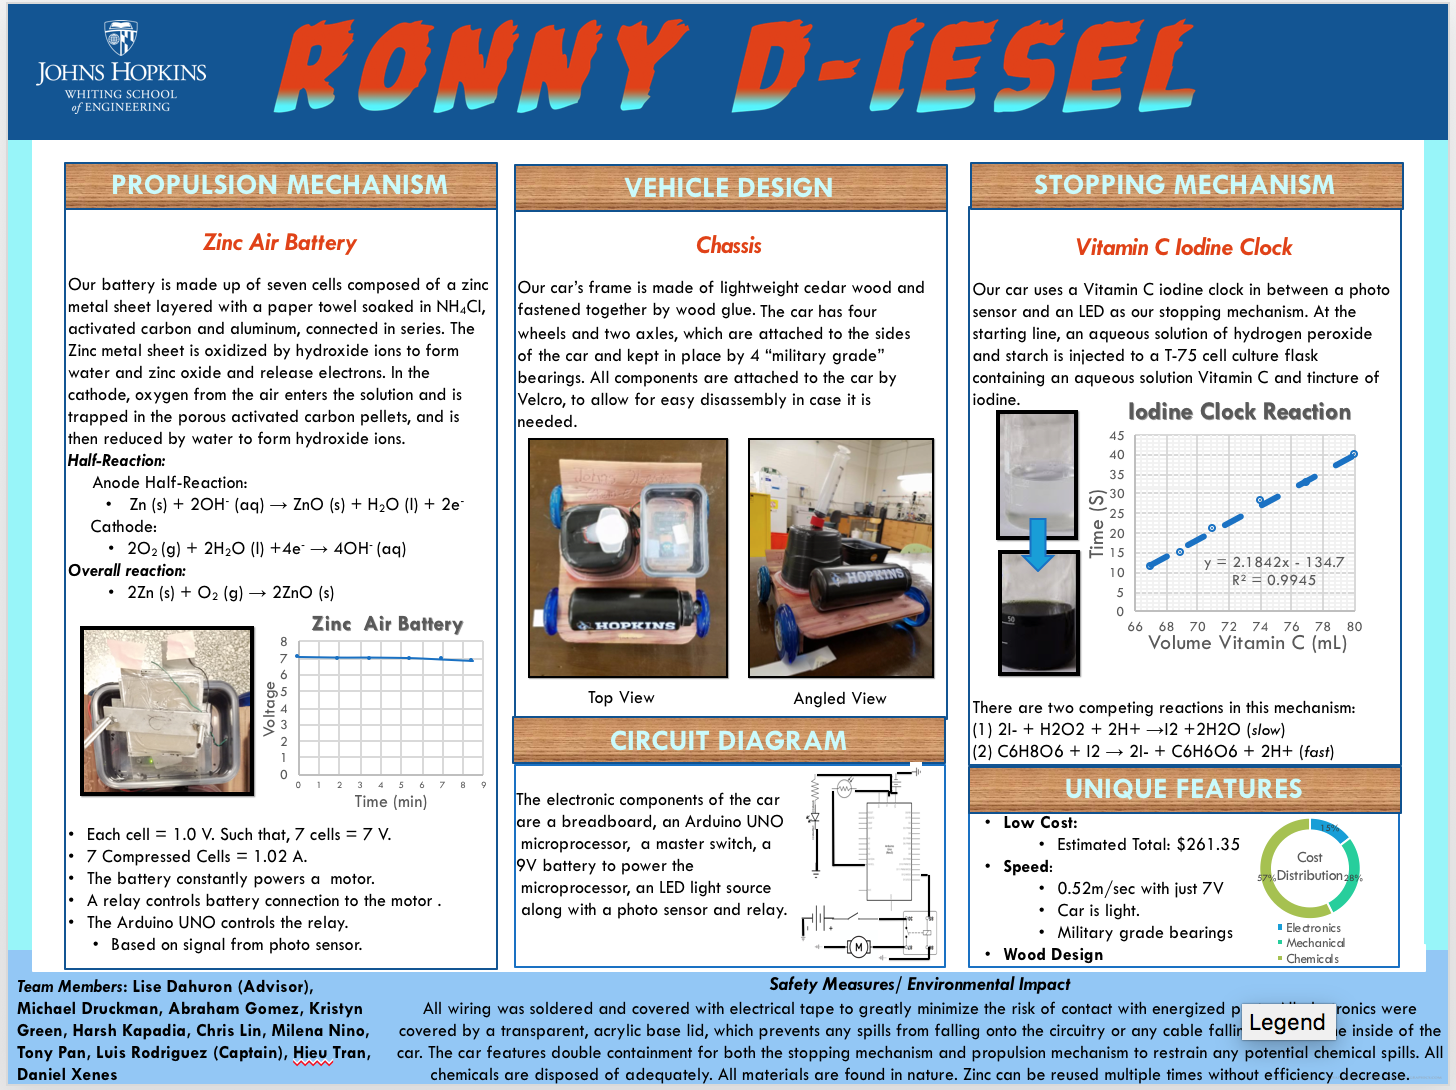 JOHNS HOPKINS
WHITING SCHOOL
of ENGINEERING
RONNY D-IESEL
PROPULSION MECHANISM
Zinc Air Battery
Our battery is made up of seven cells composed of a zinc
metal sheet layered with a paper towel soaked in NH₄Cl,
activated carbon and aluminum, connected in series. The
Zinc metal sheet is oxidized by hydroxide ions to form
water and zinc oxide and release electrons. In the
cathode, oxygen from the air enters the solution and is
trapped in the porous activated carbon pellets, and is
then reduced by water to form hydroxide ions.
Half-Reaction:
Anode Half-Reaction:
• Zn (s) + 2OH⁻ (aq) → ZnO (s) + H₂O (l) + 2e⁻
Cathode:
• 2O₂ (g) + 2H₂O (l) +4e⁻ → 4OH⁻ (aq)
Overall reaction:
• 2Zn (s) + O₂ (g) → 2ZnO (s)
Zinc Air Battery
8
7
6
5
4
3
2
1
0
Voltage
0 1 2 3 4 5 6 7 8 9
Time (min)
• Each cell = 1.0 V. Such that, 7 cells = 7 V.
• 7 Compressed Cells = 1.02 A.
• The battery constantly powers a motor.
• A relay controls battery connection to the motor .
• The Arduino UNO controls the relay.
• Based on signal from photo sensor.
VEHICLE DESIGN
Chassis
Our car's frame is made of lightweight cedar wood and
fastened together by wood glue. The car has four
wheels and two axles, which are attached to the sides
of the car and kept in place by 4 “military grade”
bearings. All components are attached to the car by
Velcro, to allow for easy disassembly in case it is
needed.
HOPKINS
HOPKINS
Top View
Angled View
CIRCUIT DIAGRAM
The electronic components of the car
are a breadboard, an Arduino UNO
microprocessor, a master switch, a
9V battery to power the
microprocessor, an LED light source
along with a photo sensor and relay.
M
STOPPING MECHANISM
Vitamin C Iodine Clock
Our car uses a Vitamin C iodine clock in between a photo
sensor and an LED as our stopping mechanism. At the
starting line, an aqueous solution of hydrogen peroxide
and starch is injected to a T-75 cell culture flask
containing an aqueous solution Vitamin C and tincture of
iodine.
Iodine Clock Reaction
45
40
35
30
25
20
15
10
5
0
Time (S)
y = 2.1842x - 134.7
R² = 0.9945
66 68 70 72 74 76 78 80
Volume Vitamin C (mL)
50
There are two competing reactions in this mechanism:
(1) 2I- + H2O2 + 2H+ →I2 +2H2O (slow)
(2) C6H8O6 + I2 → 2I- + C6H6O6 + 2H+ (fast)
UNIQUE FEATURES
• Low Cost:
• Estimated Total: $261.35
• Speed:
• 0.52m/sec with just 7V
• Car is light.
• Military grade bearings
• Wood Design
15%
28%
57%
Cost
Distribution
Electronics
Mechanical
Chemicals
Team Members: Lise Dahuron (Advisor),
Michael Druckman, Abraham Gomez, Kristyn
Green, Harsh Kapadia, Chris Lin, Milena Nino,
Tony Pan, Luis Rodriguez (Captain), Hieu Tran,
Daniel Xenes
Safety Measures/ Environmental Impact
All wiring was soldered and covered with electrical tape to greatly minimize the risk of contact with energized were
covered by a transparent, acrylic base lid, which prevents any spills from falling onto the circuitry or any cable inside of the
car. The car features double containment for both the stopping mechanism and propulsion mechanism to restrain any potential chemical spills. All
chemicals are disposed of adequately. All materials are found in nature. Zinc can be reused multiple times without efficiency decrease.
Legend